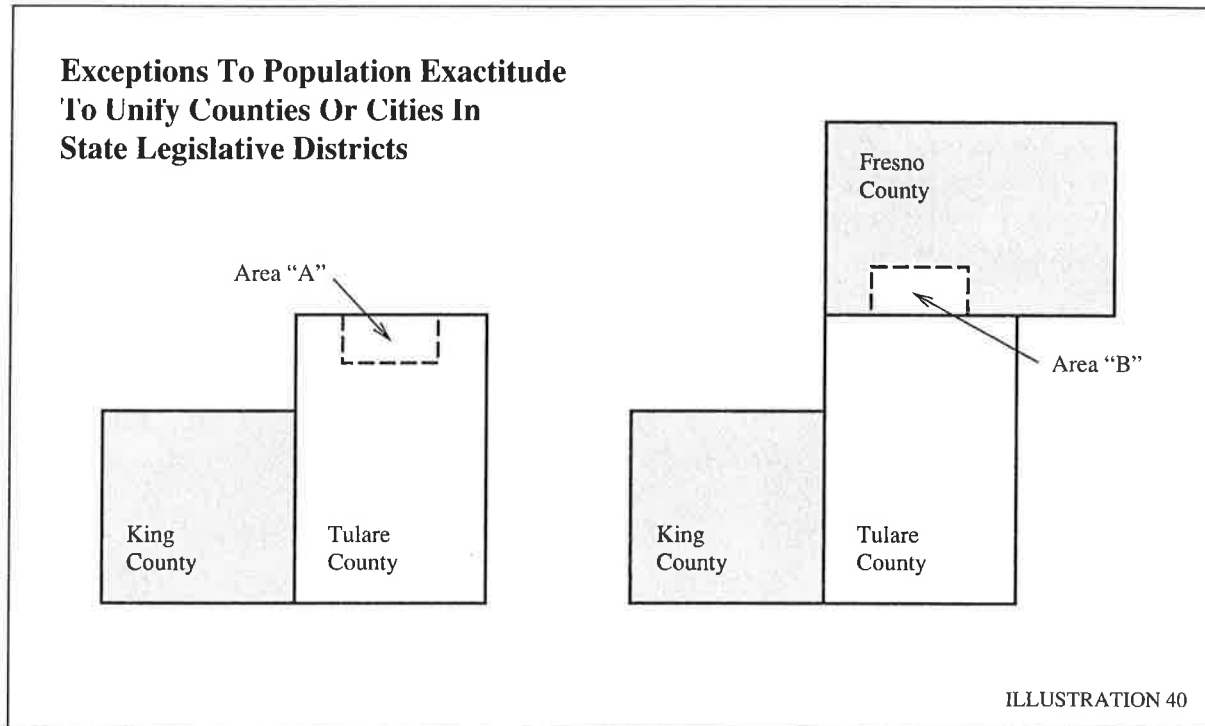 Exceptions To Population Exactitude
To Unify Counties Or Cities In
State Legislative Districts
Area “A”
King
County
Tulare
County
Fresno
County
Area “B”
King
County
Tulare
County
ILLUSTRATION 40